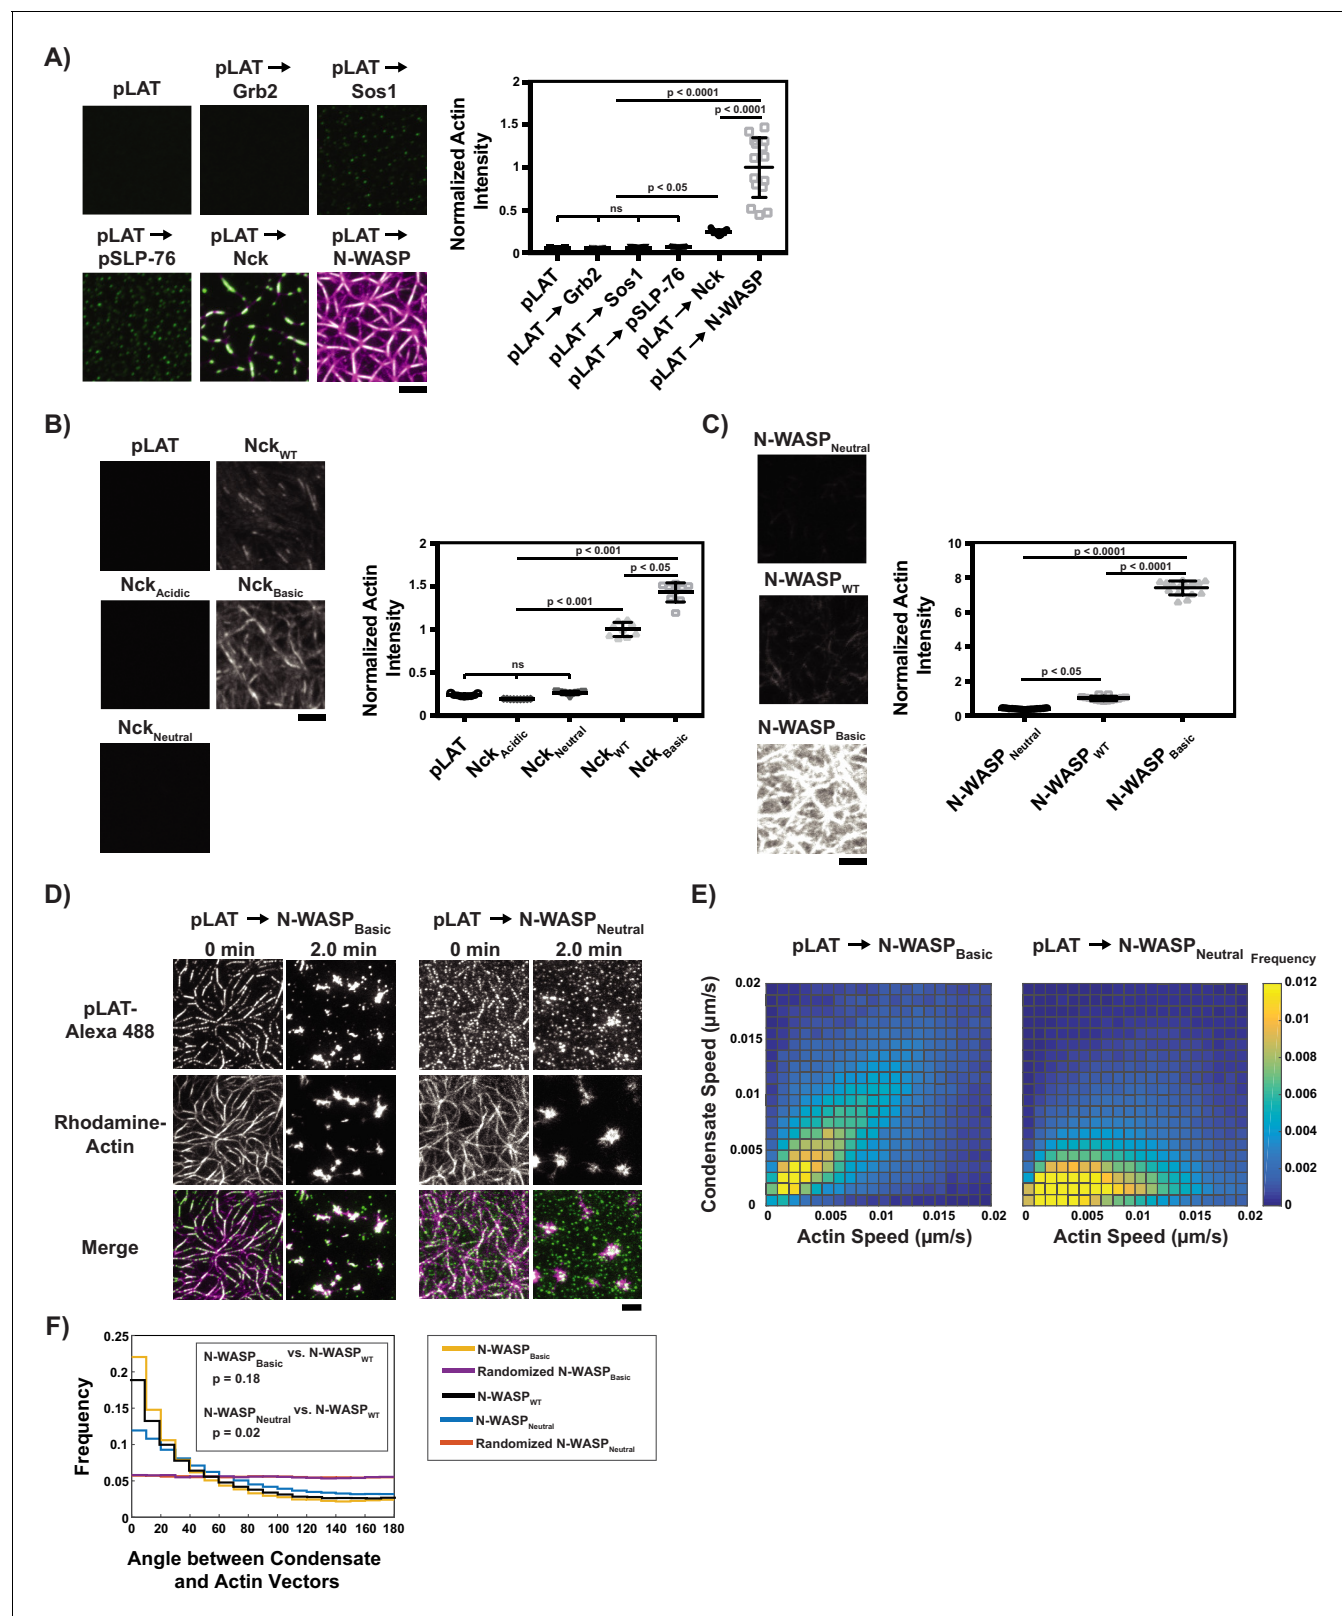 A)
pLAT
pLAT →
Grb2
pLAT →
Sos1
pLAT →
pSLP-76
pLAT →
Nck
pLAT →
N-WASP
Normalized Actin
Intensity
2
1.5
1
0.5
0
p < 0.0001
p < 0.0001
p < 0.05
ns
pLAT
pLAT → Grb2
pLAT → Sos1
pLAT → pSLP-76
pLAT → Nck
pLAT → N-WASP
B)
pLAT
NckWT
NckAcidic
NckBasic
NckNeutral
Normalized Actin
Intensity
2
1.5
1
0.5
0
p < 0.001
p < 0.05
p < 0.001
ns
pLAT
NckAcidic
NckNeutral
NckWT
NckBasic
C)
N-WASPNeutral
N-WASPWT
N-WASPBasic
Normalized Actin
Intensity
10
8
6
4
2
0
p < 0.0001
p < 0.0001
p < 0.05
N-WASPNeutral
N-WASPWT
N-WASPBasic
D)
pLAT → N-WASPBasic
0 min
2.0 min
pLAT → N-WASPNeutral
0 min
2.0 min
pLAT-
Alexa 488
Rhodamine-
Actin
Merge
E)
pLAT → N-WASPBasic
pLAT → N-WASPNeutral
Frequency
Condensate Speed (μm/s)
0.02
0.015
0.01
0.005
0
0
0.005
0.01
0.015
0.02
Actin Speed (μm/s)
0
0.005
0.01
0.015
0.02
Actin Speed (μm/s)
0.012
0.01
0.008
0.006
0.004
0.002
0
F)
Frequency
0.25
0.2
0.15
0.1
0.05
0
N-WASPBasic vs. N-WASPWT
p = 0.18
N-WASPNeutral vs. N-WASPWT
p = 0.02
0 20 40 60 80 100 120 140 160 180
Angle between Condensate
and Actin Vectors
N-WASPBasic
Randomized N-WASPBasic
N-WASPWT
N-WASPNeutral
Randomized N-WASPNeutral